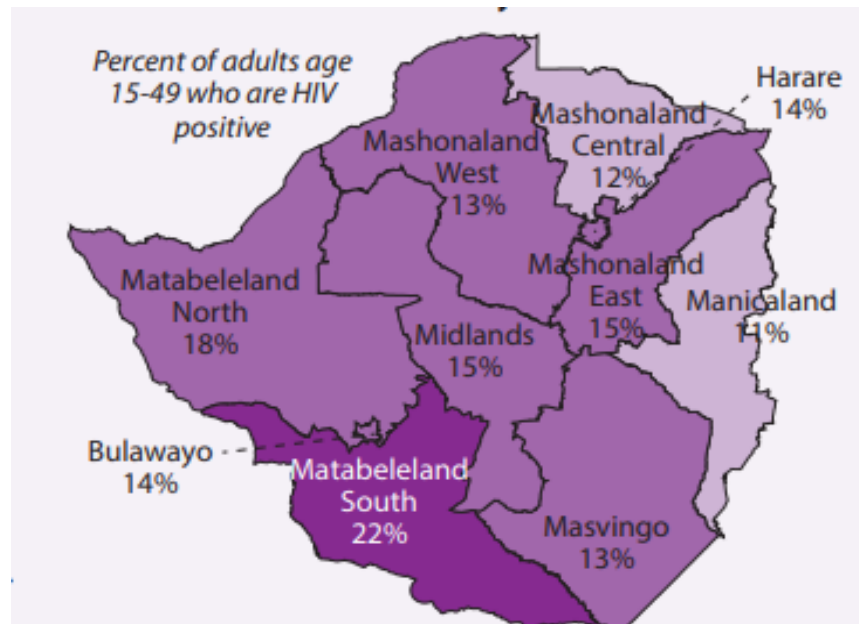 Percent of adults age
15-49 who are HIV
positive
Harare
14%
Mashonaland
Central
12%
Mashonaland
West
13%
Mashonaland
East
15%
Manicaland
11%
Matabeleland
North
18%
Midlands
15%
Bulawayo
14%
Matabeleland
South
22%
Masvingo
13%